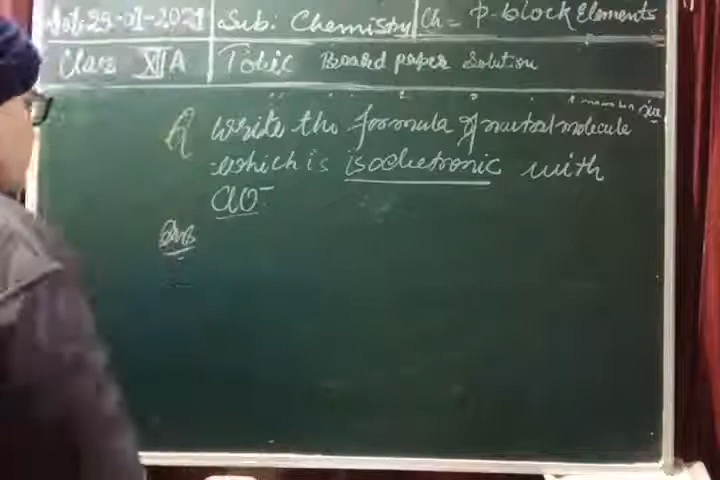 29-01-2021 Sub: Chemistry Ch = P-block Elements
Class XII A Topic Board paper Solution
Q Write the formula of neutral molecule
which is isoelectronic with
ClO⁻
Ans